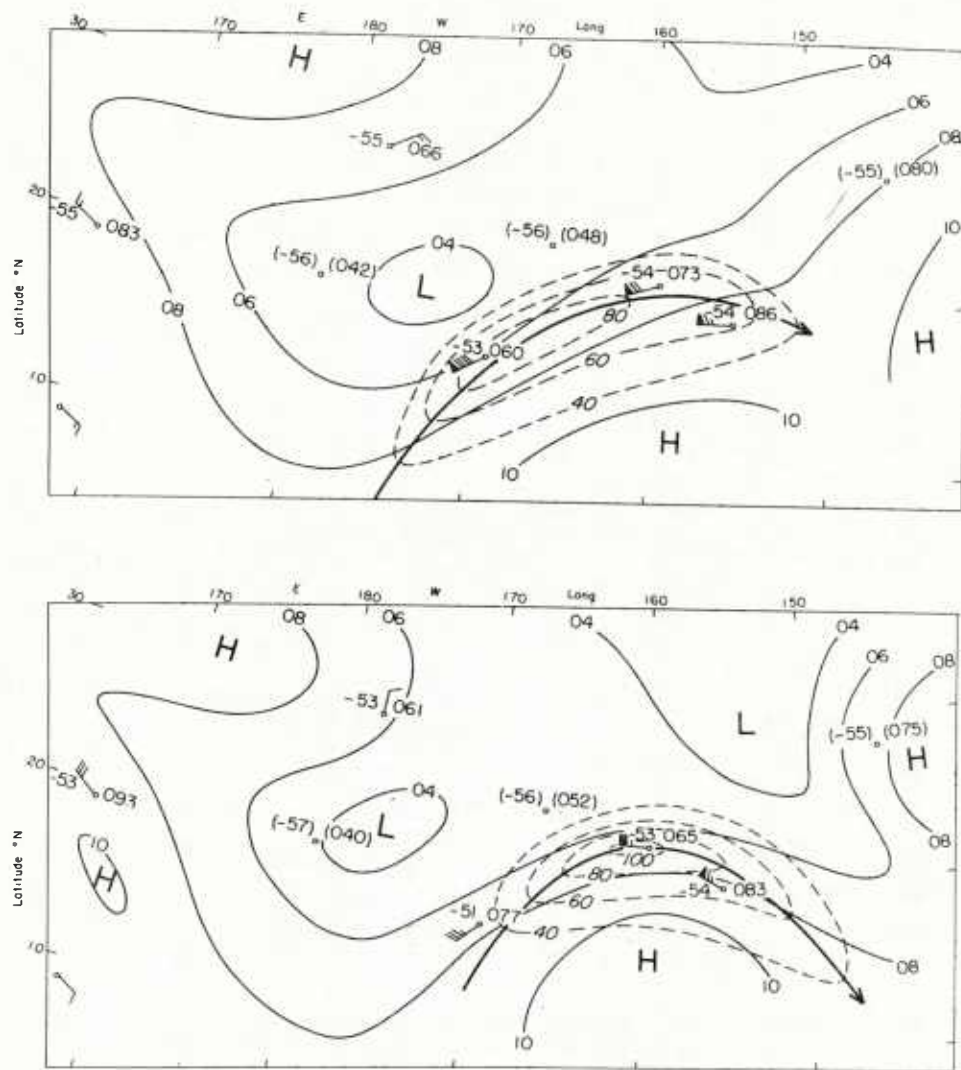 30 170 E 180 W 170 Long 160 150
H 08 06 04
-55 066
06
08
(-55) (080)
20
-55 083
(-56) (048)
10
(-56) (042) 04
L
-54 073
Latitude °N
08 06
80 -54 086
-53 060
H
60
10
40
10
H
10
30 170 E 180 W 170 Long 160 150
08 06 04 04
H
06 08
-53 061
L
(-55) (075)
H
20
-53 093
04
(-56) (052)
08
L
(-57) (040)
-53 065
Latitude °N
10
100
H
80
-54 083
60
-51 077
40
10
H
08
10
10